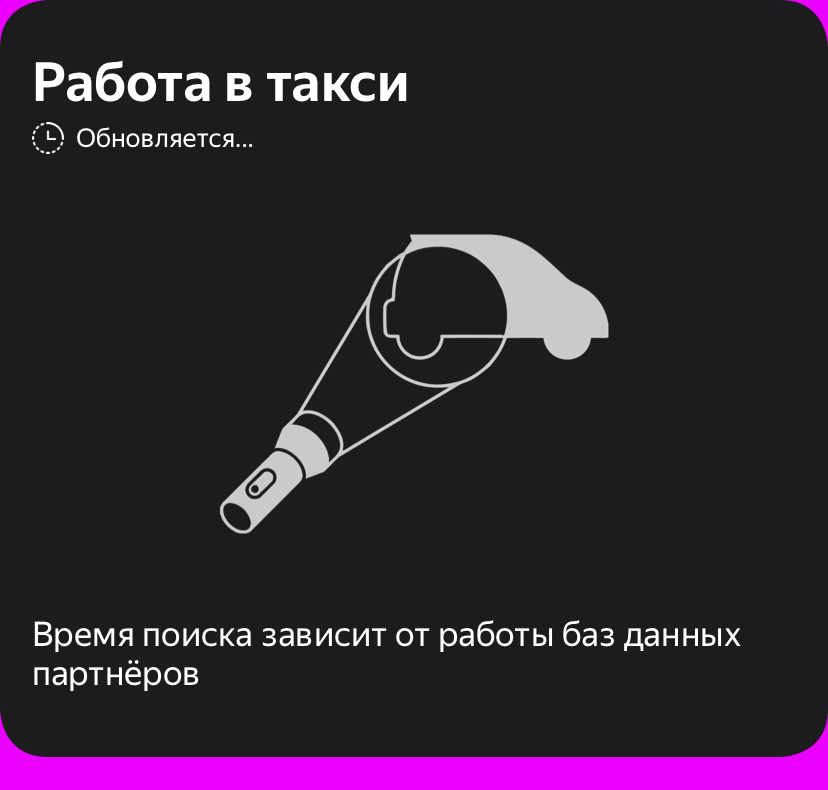 Работа в такси
Обновляется...
Время поиска зависит от работы баз данных
партнёров